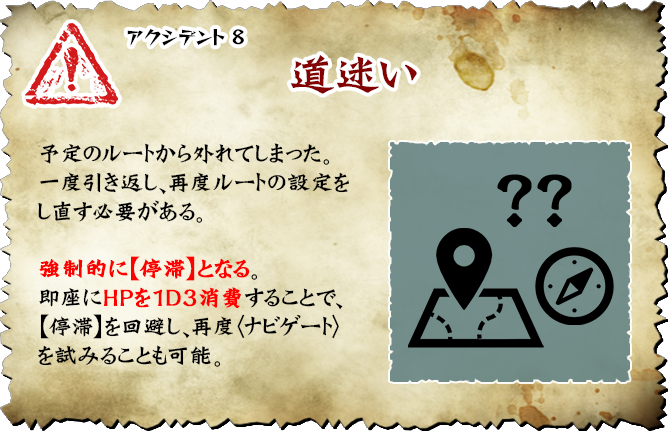 アクシデント 8
道迷い
予定のルートから外れてしまった。
一度引き返し、再度ルートの設定を
し直す必要がある。
強制的に【停滞】となる。
即座にHPを1D3消費することで、
【停滞】を回避し、再度〈ナビゲート〉
を試みることも可能。
??